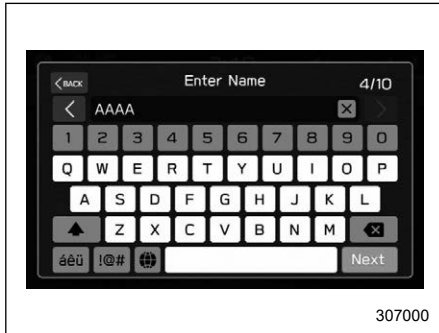 BACK Enter Name 4/10
AAAA
1 2 3 4 5 6 7 8 9 0
Q W E R T Y U I O P
A S D F G H J K L
Z X C V B N M
áêü !@# Next
307000